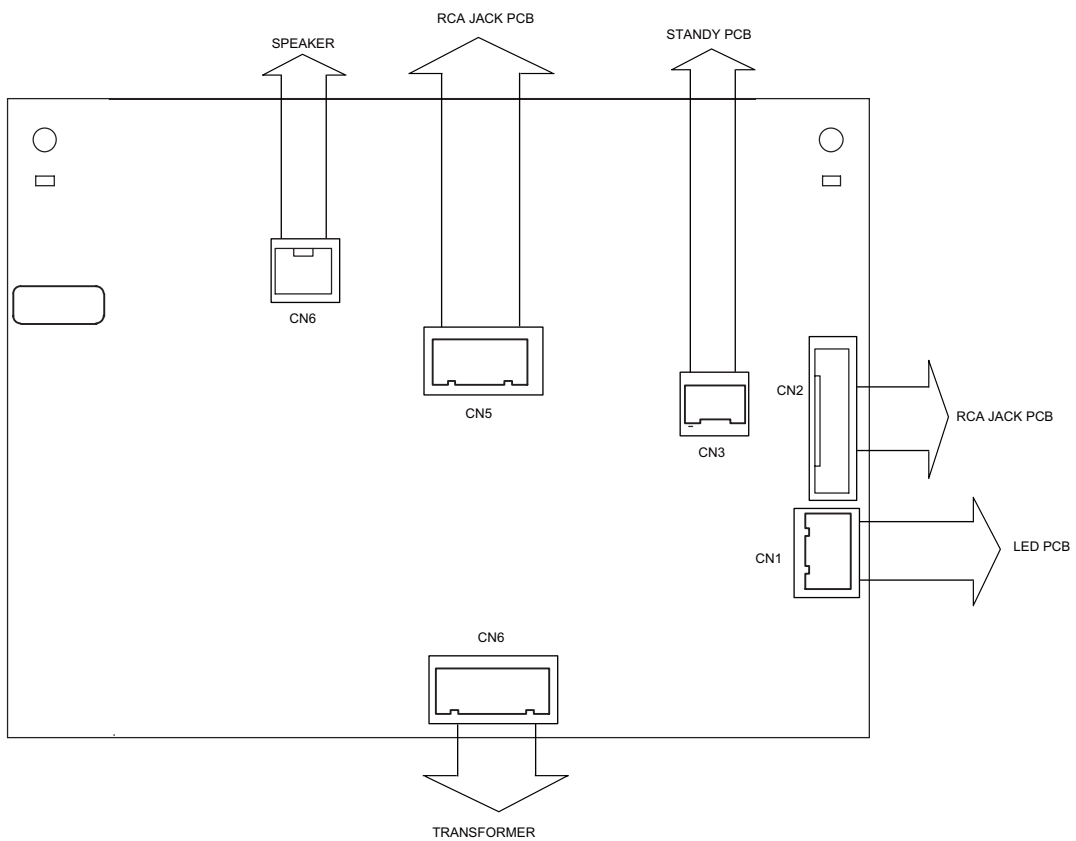 RCA JACK PCB
SPEAKER
STANDY PCB
CN6
CN5
CN3
CN2
RCA JACK PCB
CN1
LED PCB
CN6
TRANSFORMER